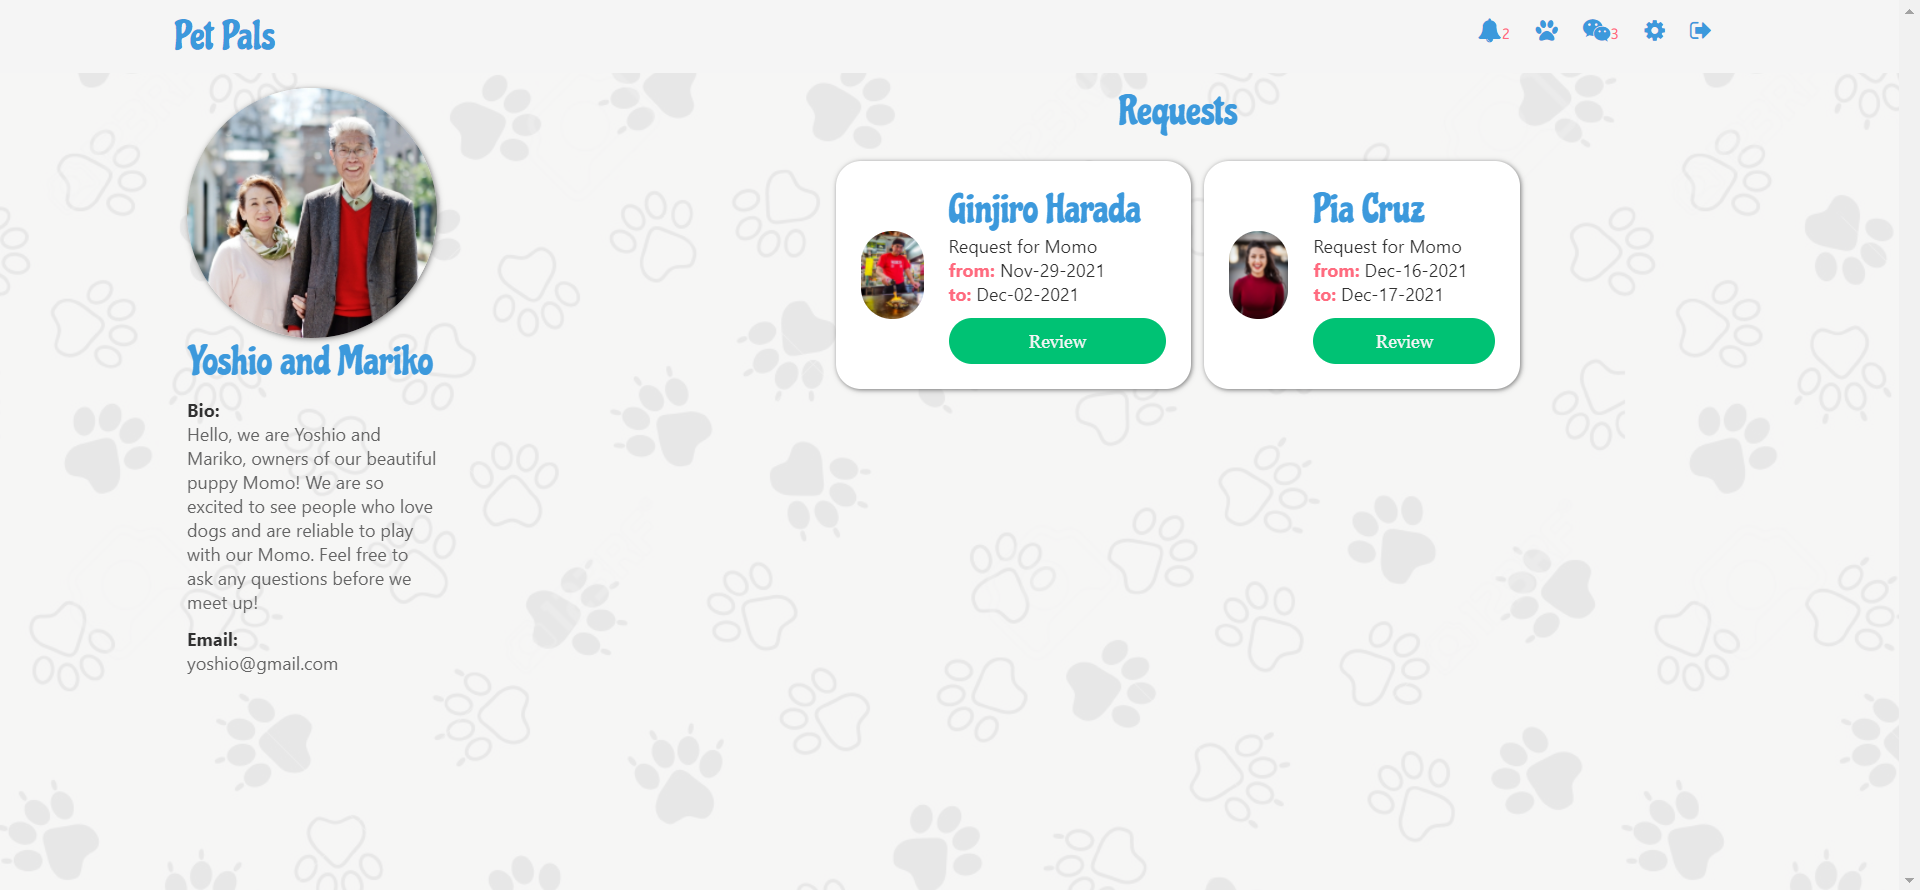 Pet Pals
2
3
Yoshio and Mariko
Bio:
Hello, we are Yoshio and
Mariko, owners of our beautiful
puppy Momo! We are so
excited to see people who love
dogs and are reliable to play
with our Momo. Feel free to
ask any questions before we
meet up!
Email:
yoshio@gmail.com
Requests
Ginjiro Harada
Request for Momo
from: Nov-29-2021
to: Dec-02-2021
Review
Pia Cruz
Request for Momo
from: Dec-16-2021
to: Dec-17-2021
Review